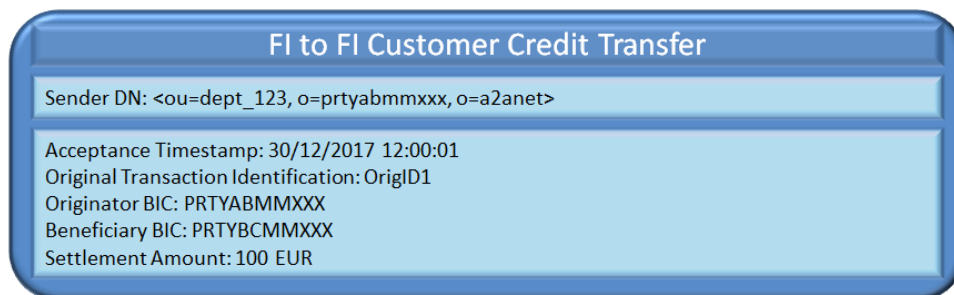 FI to FI Customer Credit Transfer
Sender DN: <ou=dept_123, o=prtyabmmxxx, o=a2anet>
Acceptance Timestamp: 30/12/2017 12:00:01
Original Transaction Identification: OrigID1
Originator BIC: PRTYABMMXXX
Beneficiary BIC: PRTYBCMMXXX
Settlement Amount: 100 EUR